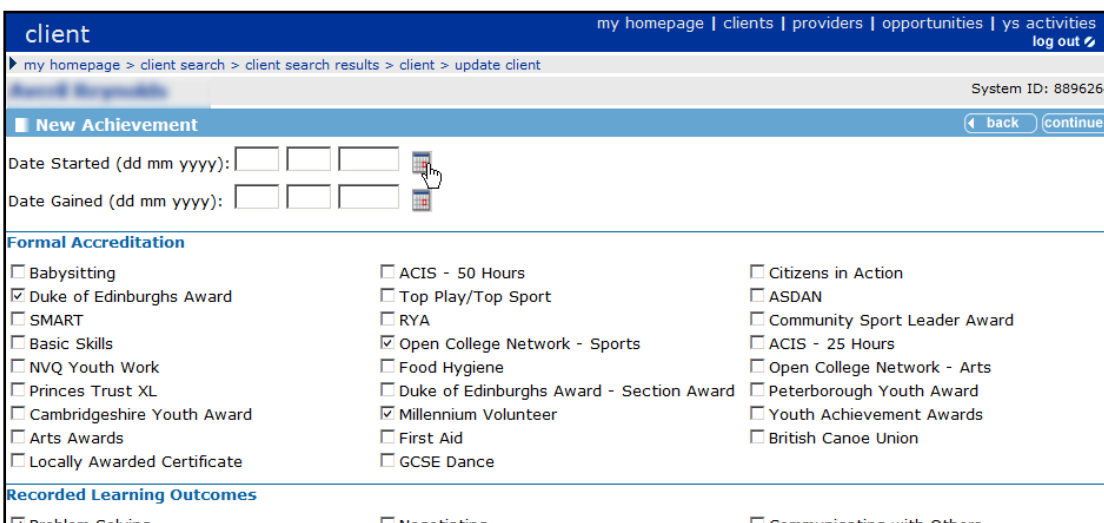 client
my homepage | clients | providers | opportunities | ys activities
log out
my homepage > client search > client search results > client > update client
System ID: 889626
New Achievement
back continue
Date Started (dd mm yyyy):
Date Gained (dd mm yyyy):
Formal Accreditation
Babysitting ACIS - 50 Hours Citizens in Action
Duke of Edinburghs Award Top Play/Top Sport ASDAN
SMART RYA Community Sport Leader Award
Basic Skills Open College Network - Sports ACIS - 25 Hours
NVQ Youth Work Food Hygiene Open College Network - Arts
Princes Trust XL Duke of Edinburghs Award - Section Award Peterborough Youth Award
Cambridgeshire Youth Award Millennium Volunteer Youth Achievement Awards
Arts Awards First Aid British Canoe Union
Locally Awarded Certificate GCSE Dance
Recorded Learning Outcomes
Problem Solving Negotiating Communicating with Others